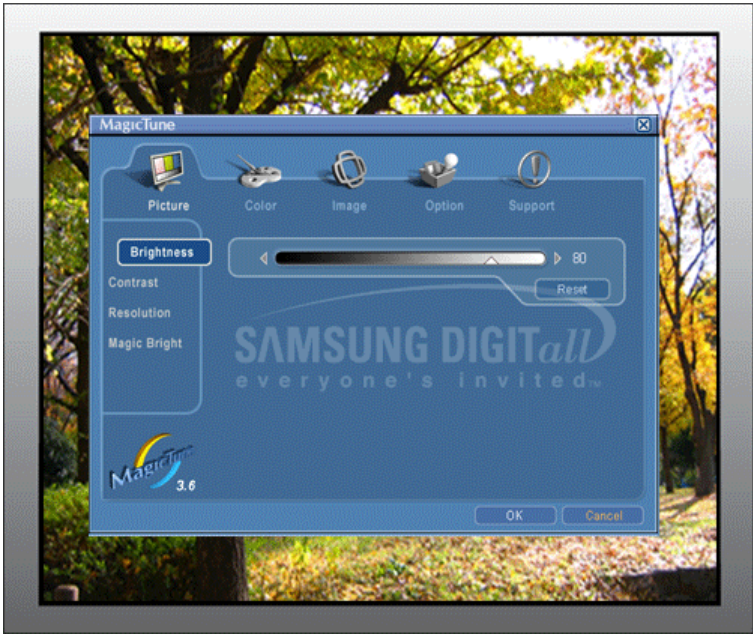 MagicTune
Picture
Color
Image
Option
Support
Brightness
80
Contrast
Reset
Resolution
Magic Bright
SAMSUNG DIGITall
everyone's invited™
MagicTune
3.6
OK
Cancel